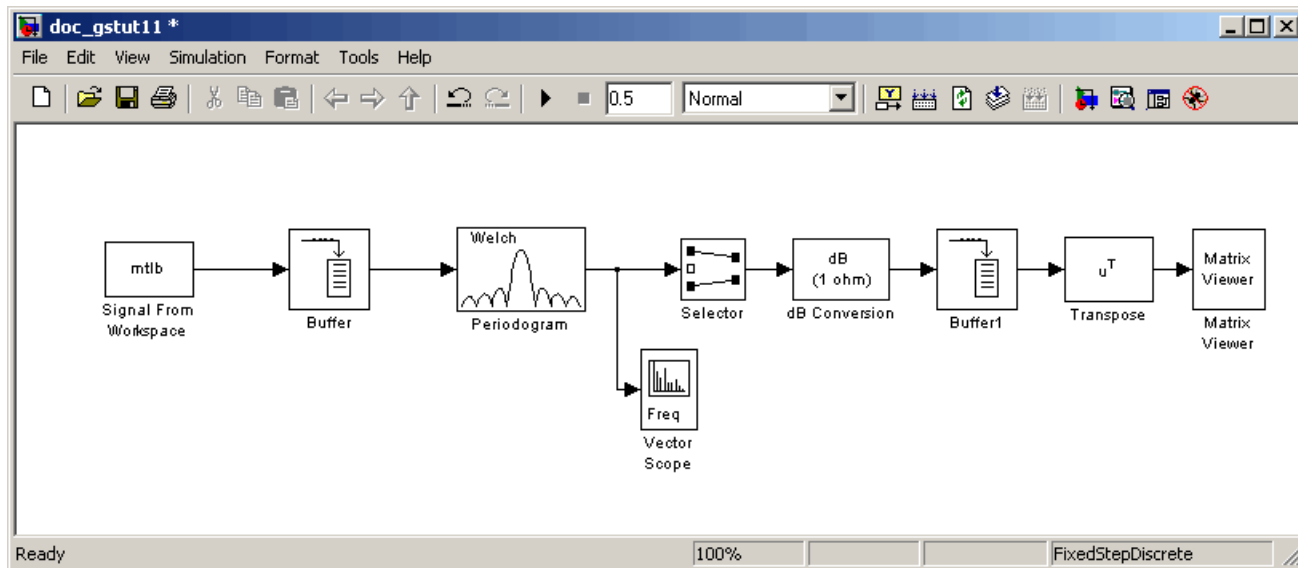 doc_gstut11 *
File Edit View Simulation Format Tools Help
0.5 Normal
mtlb
Signal From
Workspace
Buffer
Welch
Periodogram
Selector
dB
(1 ohm)
dB Conversion
Buffer1
uT
Transpose
Matrix
Viewer
Matrix
Viewer
Freq
Vector
Scope
Ready 100% FixedStepDiscrete